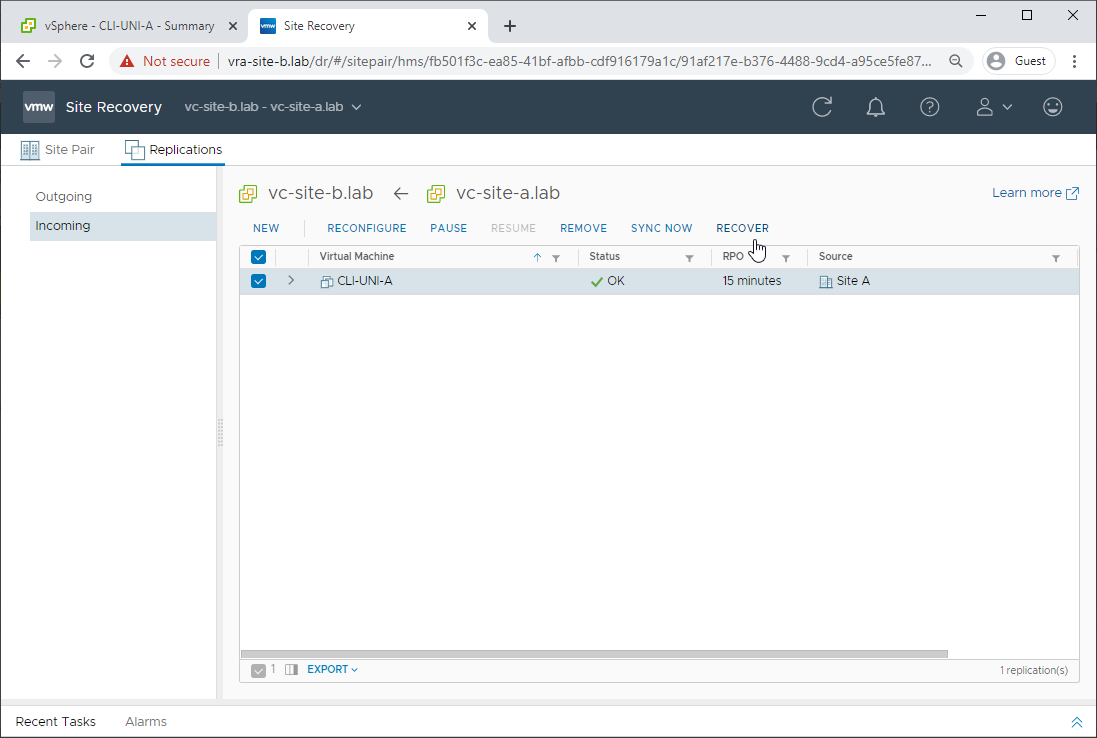 vSphere - CLI-UNI-A - Summary
vmw Site Recovery
Not secure vra-site-b.lab/dr/#/sitepair/hms/fb501f3c-ea85-41bf-afbb-cdf916179a1c/91af217e-b376-4488-9cd4-a95ce5fe87... Guest
vmw Site Recovery vc-site-b.lab - vc-site-a.lab
Site Pair Replications
Outgoing
Incoming
vc-site-b.lab vc-site-a.lab Learn more
NEW RECONFIGURE PAUSE RESUME REMOVE SYNC NOW RECOVER
Virtual Machine Status RPO Source
CLI-UNI-A OK 15 minutes Site A
1 EXPORT 1 replication(s)
Recent Tasks Alarms